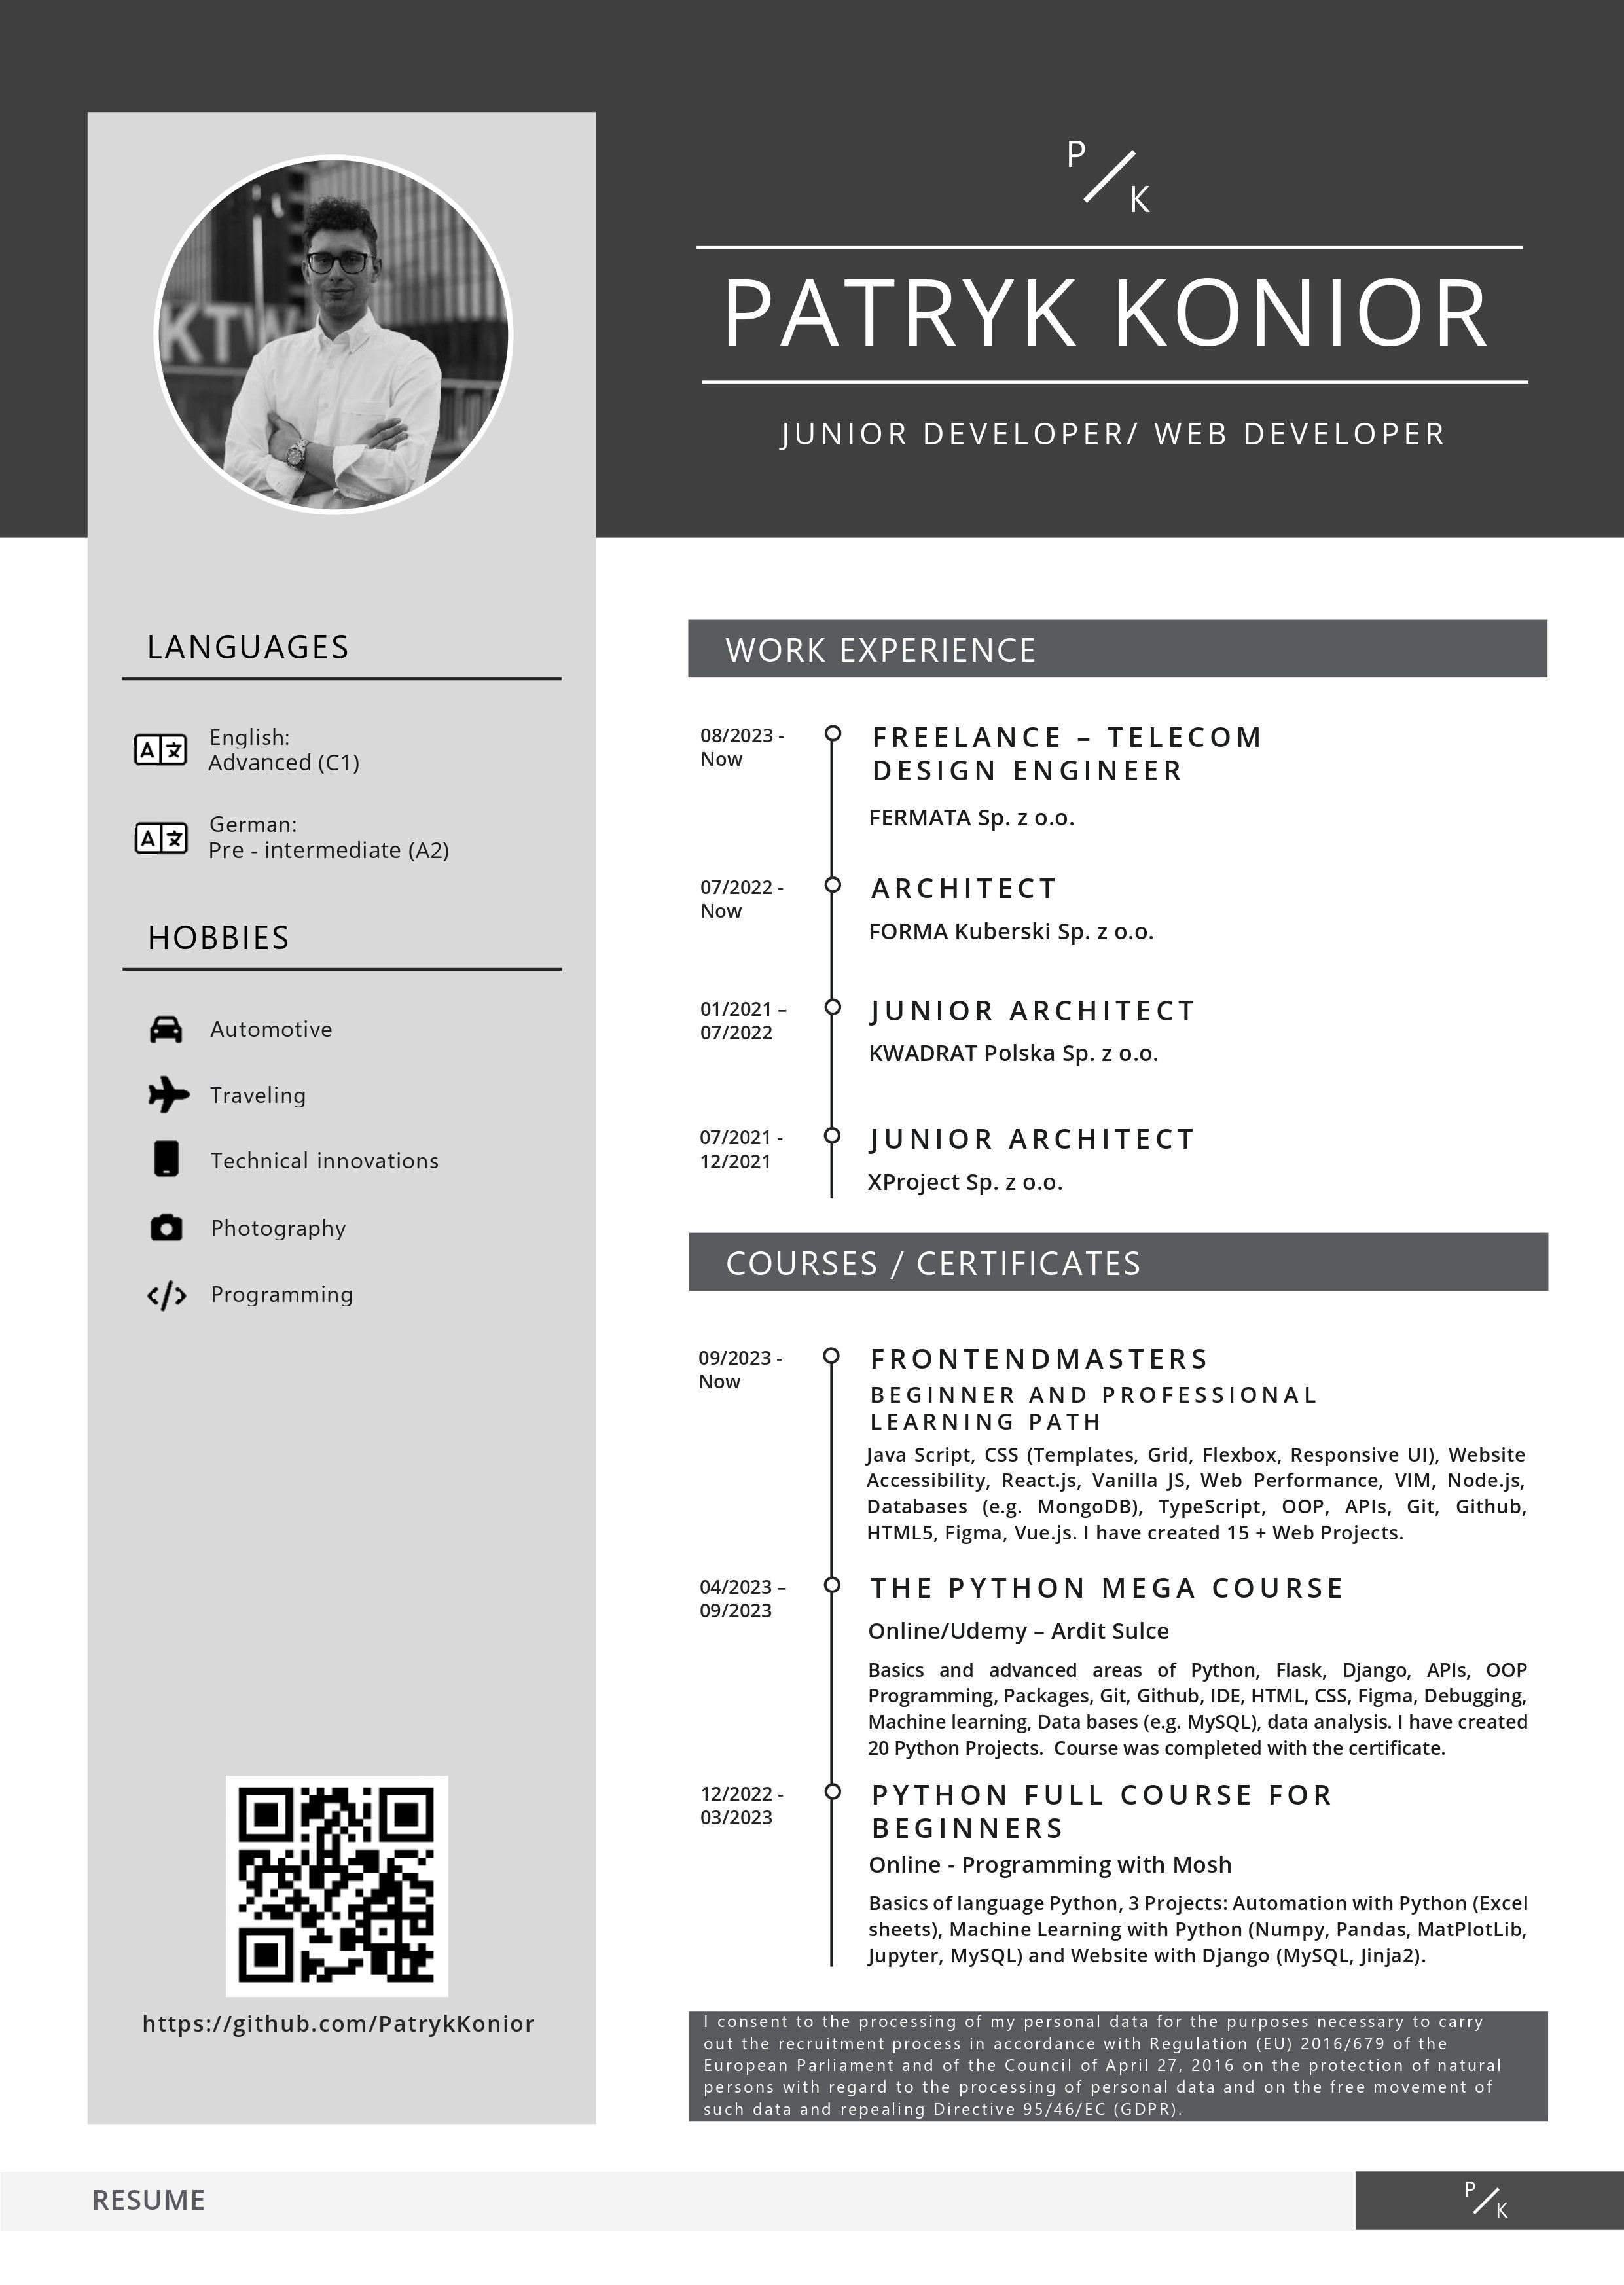 P
K
PATRYK KONIOR
JUNIOR DEVELOPER/ WEB DEVELOPER
KTW
LANGUAGES
English:
Advanced (C1)
German:
Pre - intermediate (A2)
HOBBIES
Automotive
Traveling
Technical innovations
Photography
Programming
https://github.com/PatrykKonior
WORK EXPERIENCE
08/2023 -
Now
FREELANCE – TELECOM
DESIGN ENGINEER
FERMATA Sp. z o.o.
07/2022 -
Now
ARCHITECT
FORMA Kuberski Sp. z o.o.
01/2021 –
07/2022
JUNIOR ARCHITECT
KWADRAT Polska Sp. z o.o.
07/2021 -
12/2021
JUNIOR ARCHITECT
XProject Sp. z o.o.
COURSES / CERTIFICATES
09/2023 -
Now
FRONTENDMASTERS
BEGINNER AND PROFESSIONAL
LEARNING PATH
Java Script, CSS (Templates, Grid, Flexbox, Responsive UI), Website
Accessibility, React.js, Vanilla JS, Web Performance, VIM, Node.js,
Databases (e.g. MongoDB), TypeScript, OOP, APIs, Git, Github,
HTML5, Figma, Vue.js. I have created 15 + Web Projects.
04/2023 –
09/2023
THE PYTHON MEGA COURSE
Online/Udemy – Ardit Sulce
Basics and advanced areas of Python, Flask, Django, APIs, OOP
Programming, Packages, Git, Github, IDE, HTML, CSS, Figma, Debugging,
Machine learning, Data bases (e.g. MySQL), data analysis. I have created
20 Python Projects. Course was completed with the certificate.
12/2022 -
03/2023
PYTHON FULL COURSE FOR
BEGINNERS
Online - Programming with Mosh
Basics of language Python, 3 Projects: Automation with Python (Excel
sheets), Machine Learning with Python (Numpy, Pandas, MatPlotLib,
Jupyter, MySQL) and Website with Django (MySQL, Jinja2).
I consent to the processing of my personal data for the purposes necessary to carry
out the recruitment process in accordance with Regulation (EU) 2016/679 of the
European Parliament and of the Council of April 27, 2016 on the protection of natural
persons with regard to the processing of personal data and on the free movement of
such data and repealing Directive 95/46/EC (GDPR).
RESUME
P
K